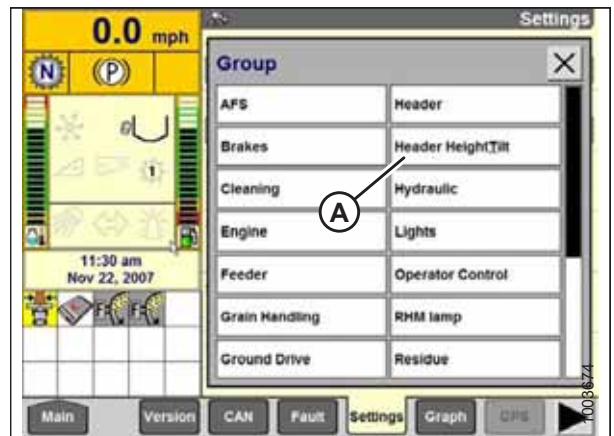 0.0 mph
Settings
N
(P)
Group
X
AFS
Header
Brakes
Header Height Tilt
Cleaning
Hydraulic
A
Engine
Lights
Feeder
Operator Control
Grain Handling
RHM lamp
Ground Drive
Residue
1
11:30 am
Nov 22, 2007
F
F
Main
Version
CAN
Fault
Settings
Graph
GPS
1003674